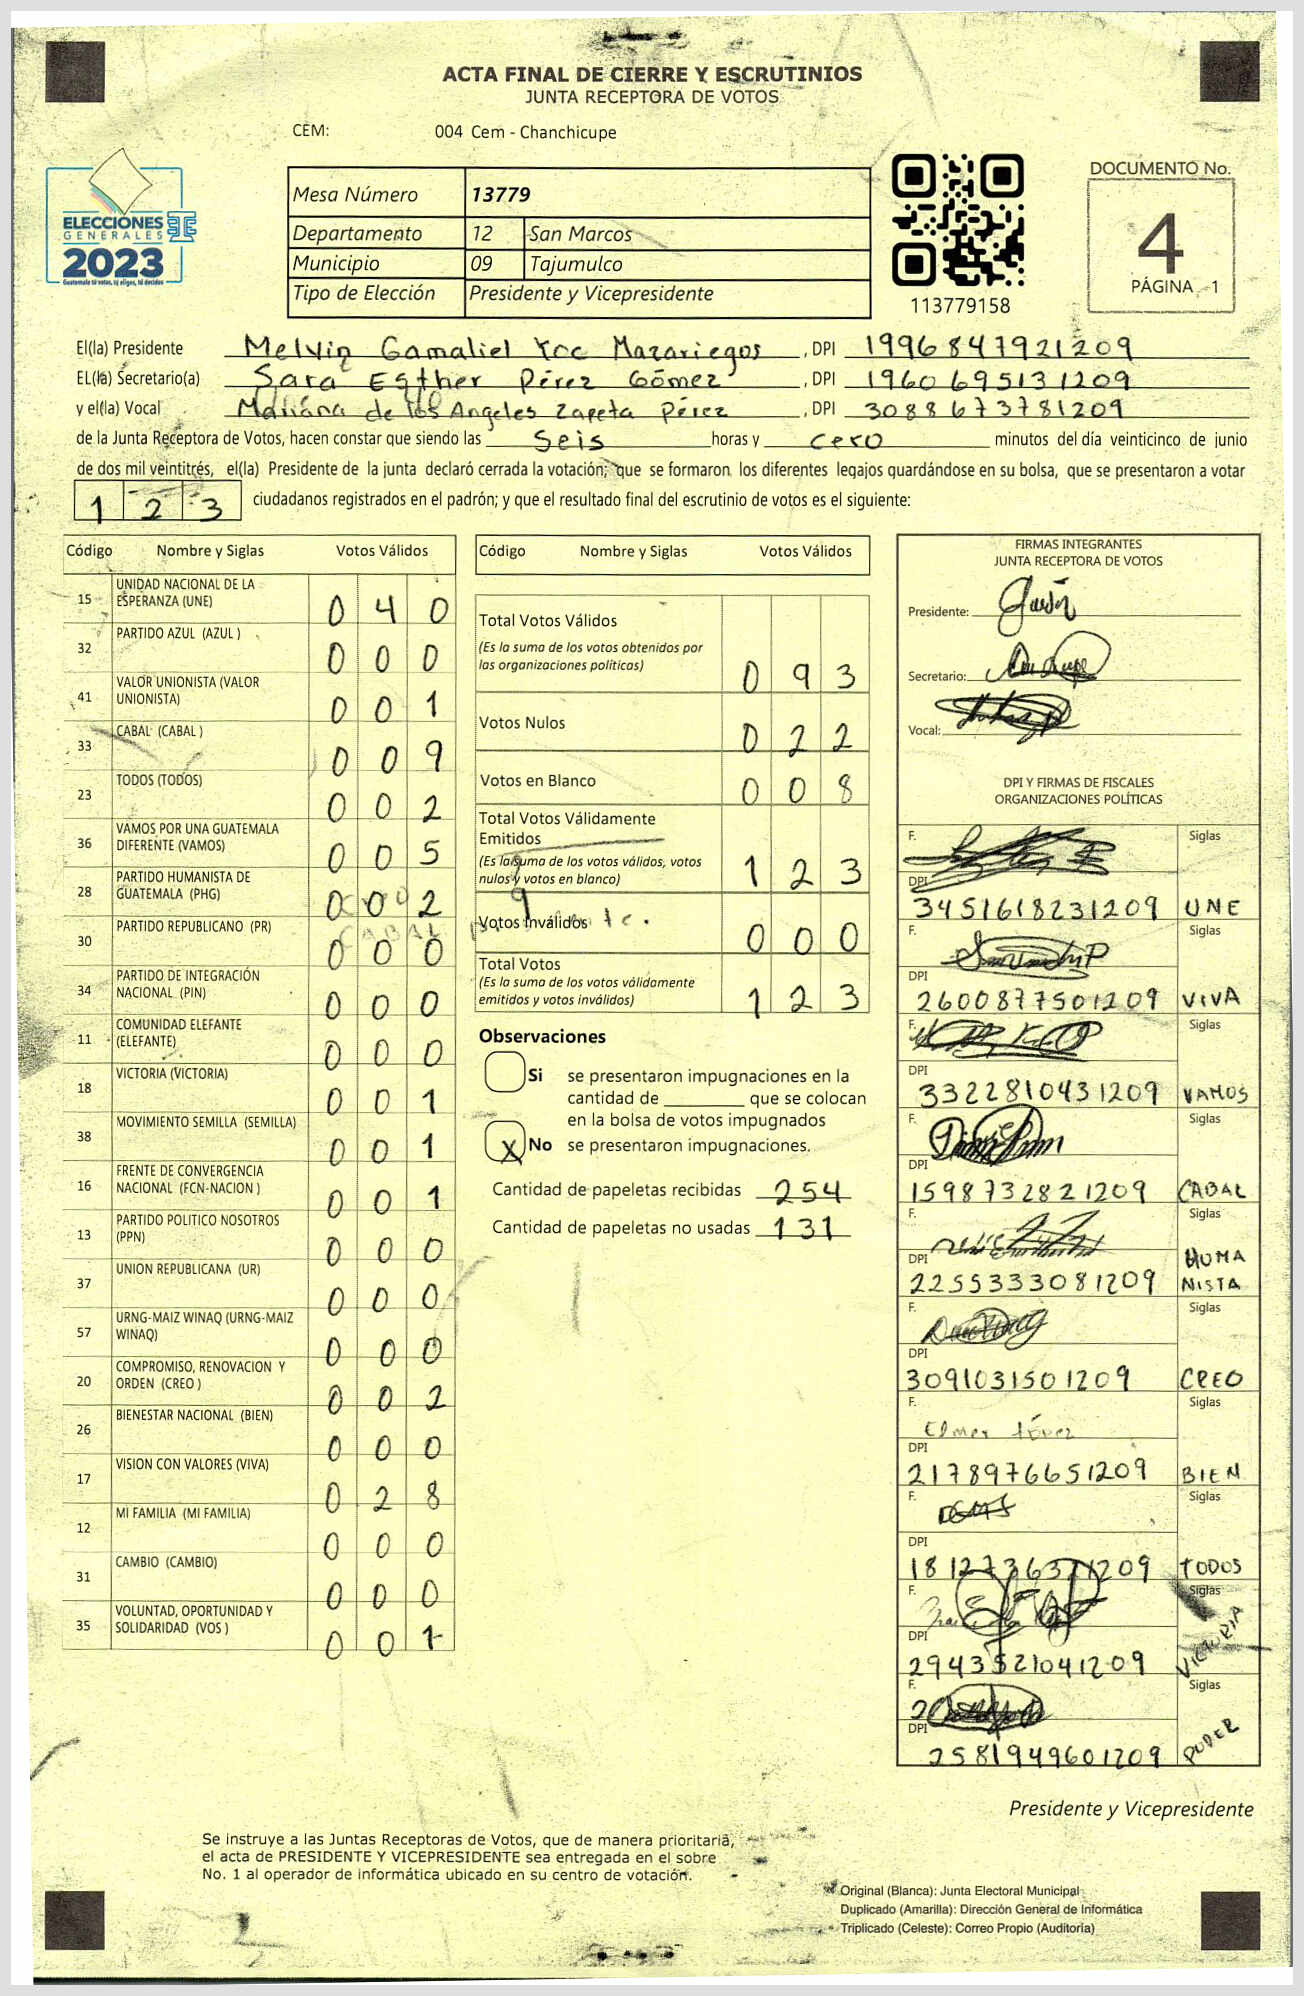 ACTA FINAL DE CIERRE Y ESCRUTINIOS
JUNTA RECEPTORA DE VOTOS
CEM: 004 Cem - Chanchicupe
ELECCIONES
GENERALES
2023
Guatemala tú votas, tú eliges, tú decides
Mesa Número 13779
Departamento 12 San Marcos
Municipio 09 Tajumulco
Tipo de Elección Presidente y Vicepresidente
113779158
DOCUMENTO No.
4
PÁGINA 1
El(la) Presidente Melvin Gamaliel Xoc Mazariegos, DPI 1996847921209
EL(la) Secretario(a) Sara Esther Pérez Gómez, DPI 1960695131209
y el(la) Vocal Mariana de los Angeles Zapeta Pérez, DPI 3088673781209
de la Junta Receptora de Votos, hacen constar que siendo las Seis horas y cero minutos del día veinticinco de junio
de dos mil veintitrés, el(la) Presidente de la junta declaró cerrada la votación; que se formaron los diferentes legajos quardándose en su bolsa, que se presentaron a votar
1 2 3 ciudadanos registrados en el padrón; y que el resultado final del escrutinio de votos es el siguiente:
Código Nombre y Siglas Votos Válidos
15 UNIDAD NACIONAL DE LA ESPERANZA (UNE) 0 4 0
32 PARTIDO AZUL (AZUL ) 0 0 0
41 VALOR UNIONISTA (VALOR UNIONISTA) 0 0 1
33 CABAL (CABAL ) 0 0 9
23 TODOS (TODOS) 0 0 2
36 VAMOS POR UNA GUATEMALA DIFERENTE (VAMOS) 0 0 5
28 PARTIDO HUMANISTA DE GUATEMALA (PHG) 0 0 2
30 PARTIDO REPUBLICANO (PR) 0 0 0
34 PARTIDO DE INTEGRACIÓN NACIONAL (PIN) 0 0 0
11 COMUNIDAD ELEFANTE (ELEFANTE) 0 0 0
18 VICTORIA (VICTORIA) 0 0 1
38 MOVIMIENTO SEMILLA (SEMILLA) 0 0 1
16 FRENTE DE CONVERGENCIA NACIONAL (FCN-NACION ) 0 0 1
13 PARTIDO POLITICO NOSOTROS (PPN) 0 0 0
37 UNION REPUBLICANA (UR) 0 0 0
57 URNG-MAIZ WINAQ (URNG-MAIZ WINAQ) 0 0 0
20 COMPROMISO, RENOVACION Y ORDEN (CREO ) 0 0 2
26 BIENESTAR NACIONAL (BIEN) 0 0 0
17 VISION CON VALORES (VIVA) 0 2 8
12 MI FAMILIA (MI FAMILIA) 0 0 0
31 CAMBIO (CAMBIO) 0 0 0
35 VOLUNTAD, OPORTUNIDAD Y SOLIDARIDAD (VOS ) 0 0 1
Código Nombre y Siglas Votos Válidos
Total Votos Válidos
(Es la suma de los votos obtenidos por
las organizaciones políticas) 0 9 3
Votos Nulos 0 2 2
Votos en Blanco 0 0 8
Total Votos Válidamente
Emitidos
(Es la suma de los votos válidos, votos
nulos y votos en blanco) 1 2 3
Votos Inválidos 0 0 0
Total Votos
(Es la suma de los votos válidamente
emitidos y votos inválidos) 1 2 3
Observaciones
Si se presentaron impugnaciones en la
cantidad de ________ que se colocan
en la bolsa de votos impugnados
X No se presentaron impugnaciones.
Cantidad de papeletas recibidas 254
Cantidad de papeletas no usadas 131
FIRMAS INTEGRANTES
JUNTA RECEPTORA DE VOTOS
Presidente:
Secretario:
Vocal:
DPI Y FIRMAS DE FISCALES
ORGANIZACIONES POLÍTICAS
F. Siglas
DPI 3451618231209 UNE
F. Siglas
DPI 2600877501209 VIVA
F. Siglas
DPI 3322810431209 VAMOS
F. Siglas
DPI 1598732821209 CABAL
F. Siglas
DPI 2255333081209 HUMANISTA
F. Siglas
DPI 3091031501209 CREO
F. Elmer Siglas
DPI 2178976651209 BIEN
F. Siglas
DPI 1812736371209 TODOS
F. Siglas
DPI 2943521041209 VICTORIA
F. Siglas
DPI 2581949601209 PODER
Presidente y Vicepresidente
Se instruye a las Juntas Receptoras de Votos, que de manera prioritaria,
el acta de PRESIDENTE Y VICEPRESIDENTE sea entregada en el sobre
No. 1 al operador de informática ubicado en su centro de votación.
Original (Blanca): Junta Electoral Municipal
Duplicado (Amarilla): Dirección General de Informática
Triplicado (Celeste): Correo Propio (Auditoría)